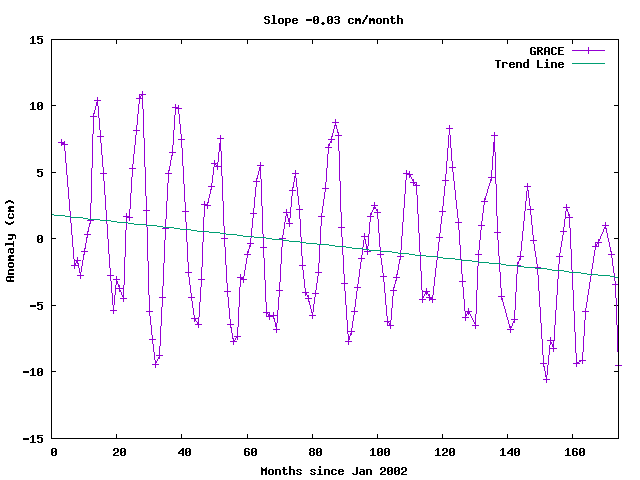 Slope -0.03 cm/month
GRACE
Trend Line
15
10
5
0
-5
-10
-15
Anomaly (cm)
0 20 40 60 80 100 120 140 160
Months since Jan 2002